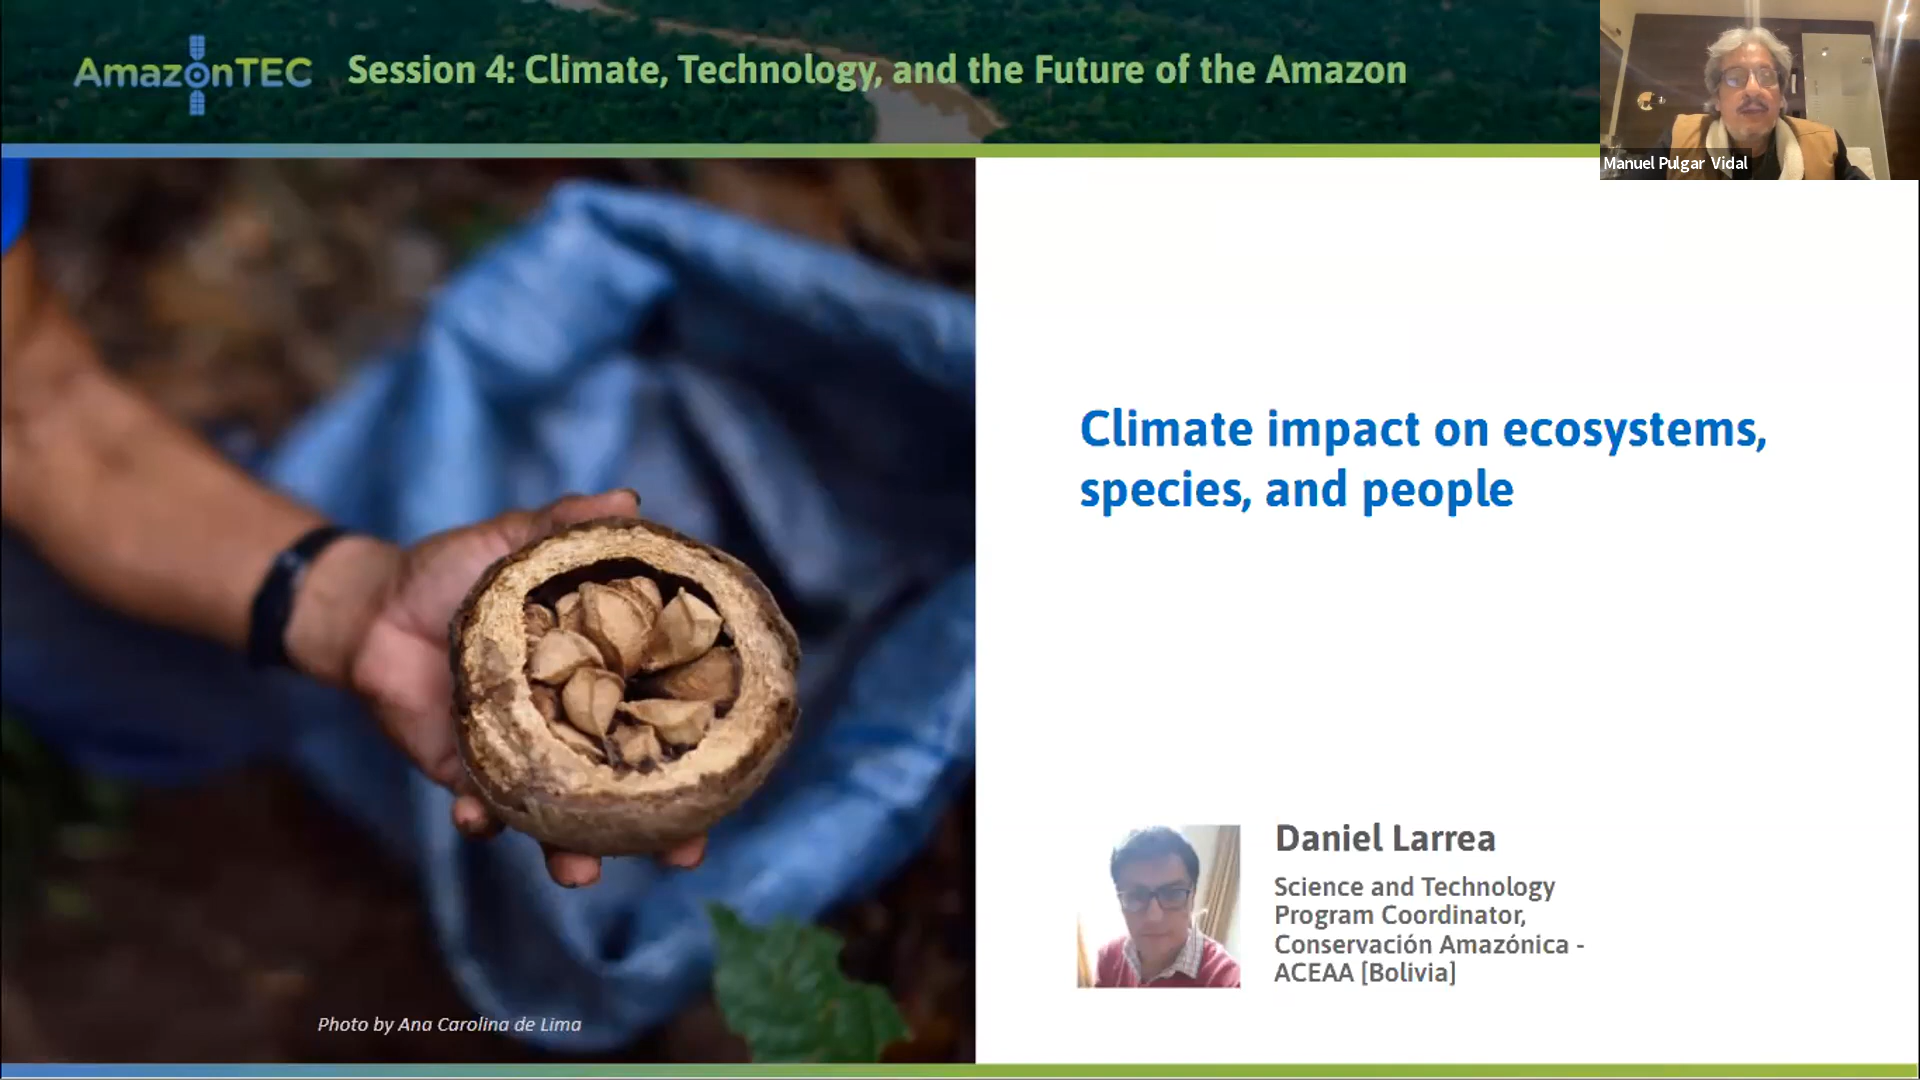 AmazonTEC
Session 4: Climate, Technology, and the Future of the Amazon
Manuel Pulgar Vidal
Climate impact on ecosystems,
species, and people
Daniel Larrea
Science and Technology
Program Coordinator,
Conservación Amazónica -
ACEAA [Bolivia]
Photo by Ana Carolina de Lima